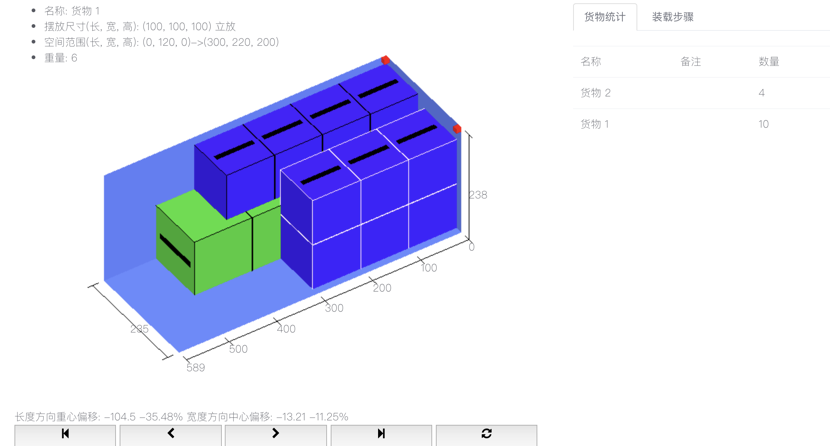 名称: 货物 1
摆放尺寸(长, 宽, 高): (100, 100, 100) 立放
空间范围(长, 宽, 高): (0, 120, 0)–>(300, 220, 200)
重量: 6
货物统计 装载步骤
名称 备注 数量
货物 2 4
货物 1 10
238
0
100
200
300
400
500
589
235
长度方向重心偏移: –104.5 –35.48% 宽度方向中心偏移: –13.21 –11.25%